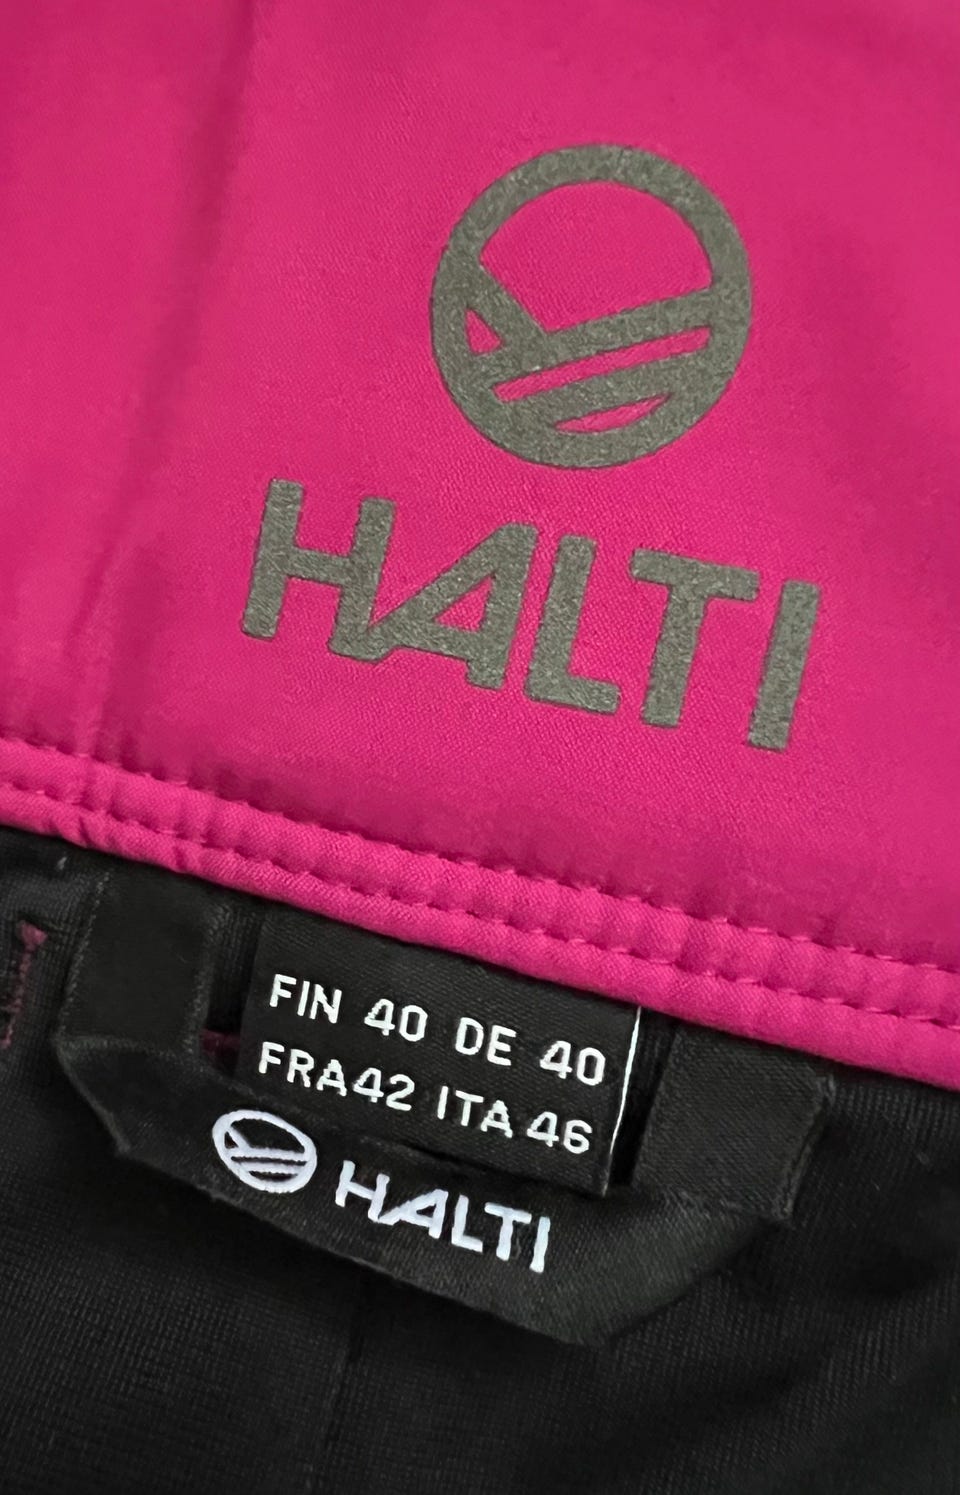 HALTI
FIN 40 DE 40
FRA42 ITA 46
HALTI